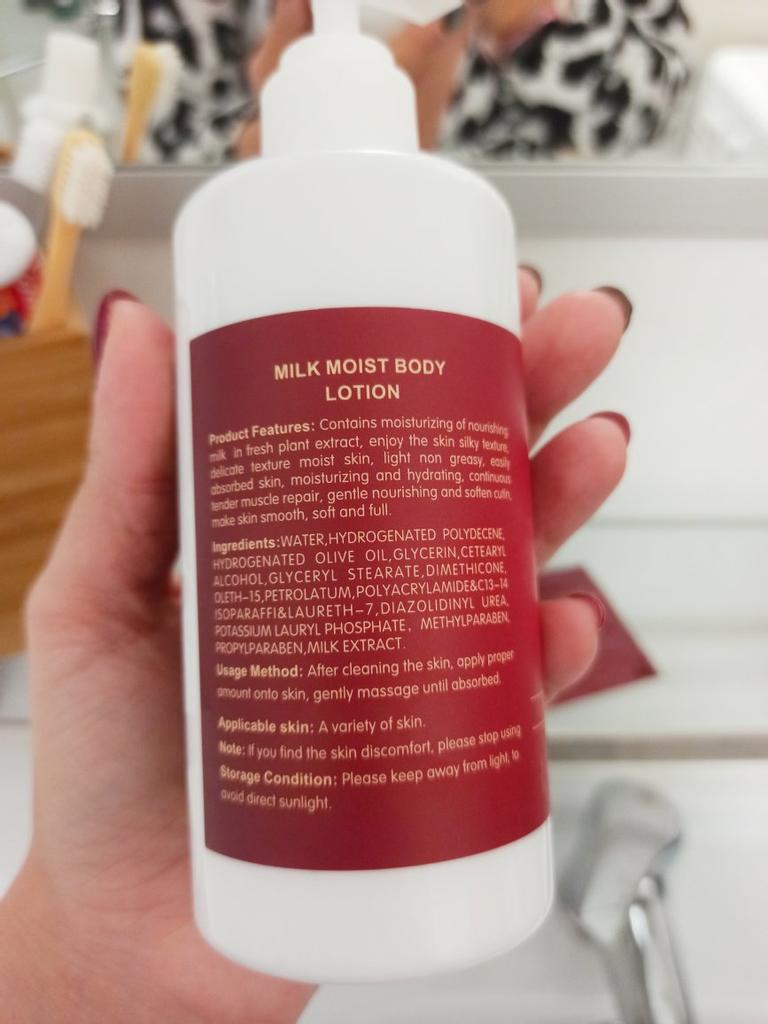 MILK MOIST BODY
LOTION
Product Features: Contains moisturizing of nourishing
milk in fresh plant extract, enjoy the skin silky texture,
delicate texture moist skin, light non greasy, easily
absorbed skin, moisturizing and hydrating, continuous
tender muscle repair, gentle nourishing and soften cutin,
make skin smooth, soft and full.
Ingredients:WATER,HYDROGENATED POLYDECENE,
HYDROGENATED OLIVE OIL,GLYCERIN,CETEARYL
ALCOHOL,GLYCERYL STEARATE,DIMETHICONE,
OLETH-15,PETROLATUM,POLYACRYLAMIDE&C13-14
ISOPARAFFI&LAURETH-7,DIAZOLIDINYL UREA,
POTASSIUM LAURYL PHOSPHATE, METHYLPARABEN,
PROPYLPARABEN,MILK EXTRACT.
Usage Method: After cleaning the skin, apply proper
amount onto skin, gently massage until absorbed.
Applicable skin: A variety of skin.
Note: If you find the skin discomfort, please stop using
Storage Condition: Please keep away from light, to
avoid direct sunlight.